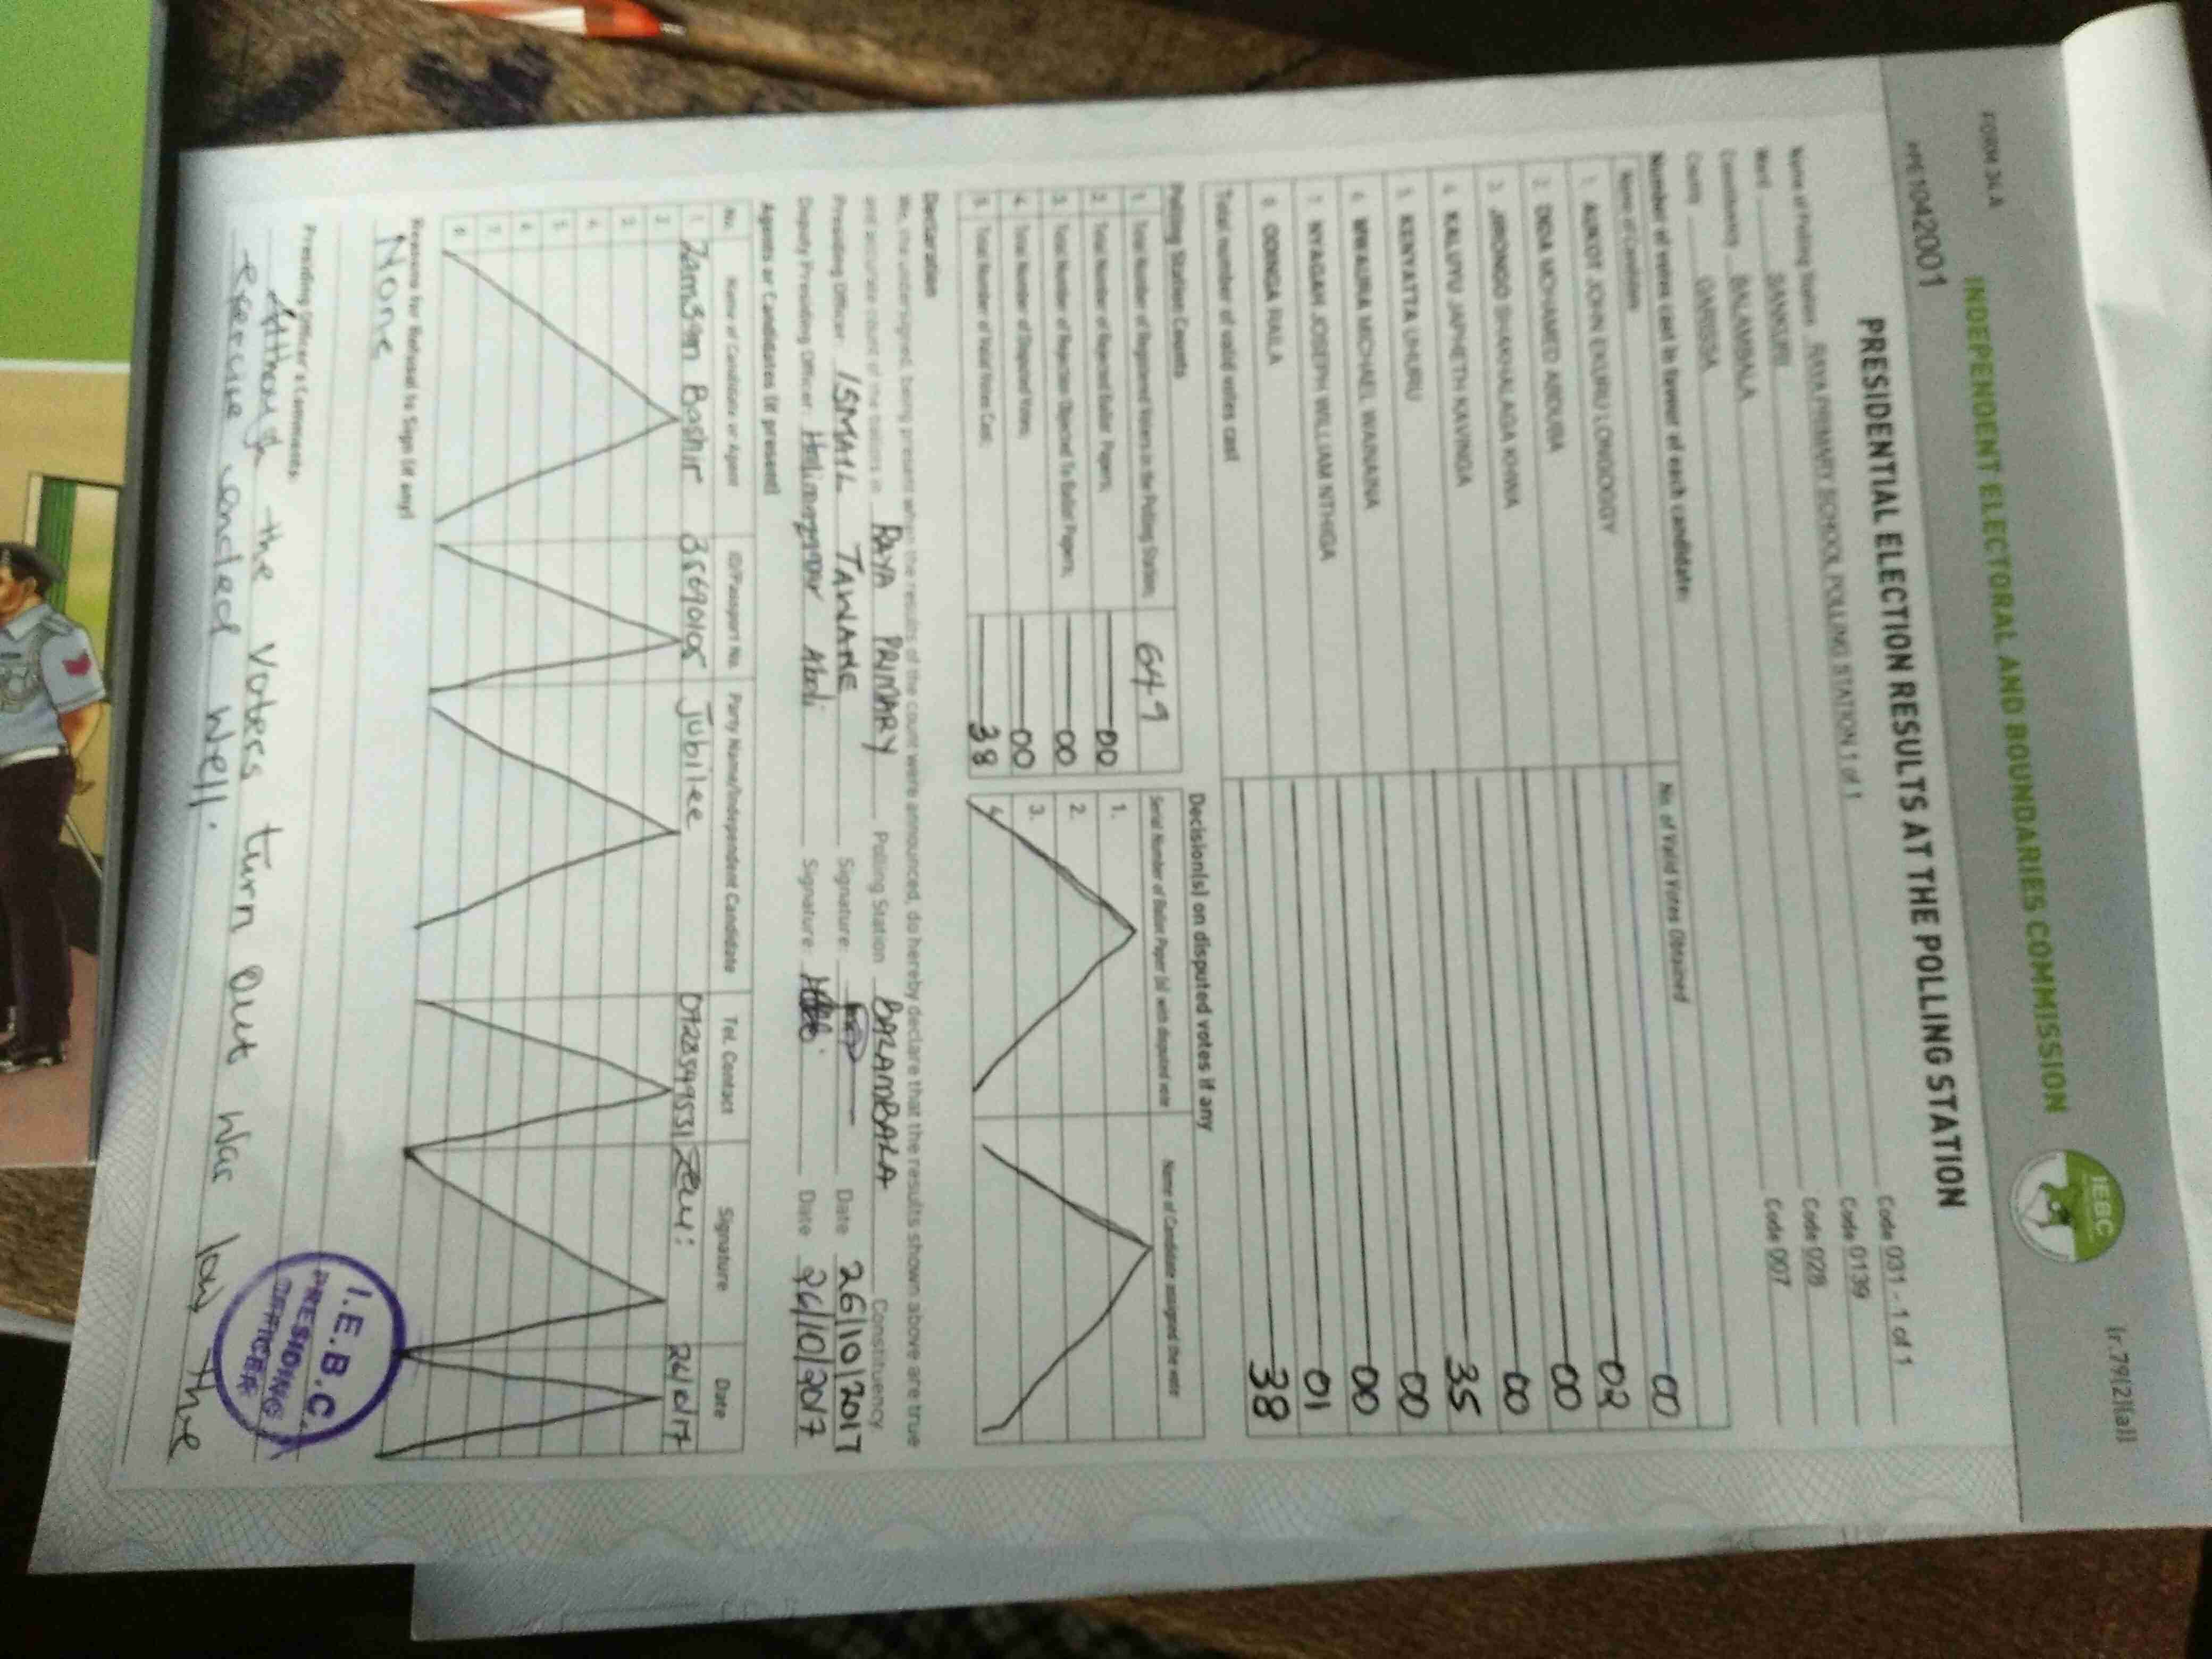 FORM 34 A
(r.79(2)(a))
INDEPENDENT ELECTORAL AND BOUNDARIES COMMISSION
IEBC
1042001
PRESIDENTIAL ELECTION RESULTS AT THE POLLING STATION
Name of Polling Station RAYA PRIMARY SCHOOL POLLING STATION 1 of 1 Code 031 - 1 of 1
Ward SANKURI Code 0139
Constituency BALAMBALA Code 028
County GARISSA Code 007
Number of votes cast in favour of each candidate:
Name of Candidate No. of Valid Votes Obtained
1. AUKOT JOHN EKURU LONGOGGY 00
2. DIDA MOHAMED ABDUBA 02
3. JIRONGO SHAKHALAGA KHWA 00
4. KALUYU JAPHETH KAVINGA 00
5. KENYATTA UHURU 35
6. MWAURA MICHAEL WAINAINA 00
7. NYAGAH JOSEPH WILLIAM NTHIGA 00
8. ODINGA RAILA 01
Total number of valid votes cast 38
Polling Station Counts
1. Total Number of Registered Voters in the Polling Station; 649
2. Total Number of Rejected Ballot Papers; 00
3. Total Number of Rejection Objected To Ballot Papers; 00
4. Total Number of Disputed Votes; 00
5. Total Number of Valid Votes Cast; 38
Decision(s) on disputed votes if any
Serial Number of Ballot Paper (s) with disputed vote Name of Candidate assigned the vote
1.
2.
3.
4.
Declaration
We, the undersigned, being present when the results of the count were announced, do hereby declare that the results shown above are true
and accurate count of the ballots in RAYA PRIMARY Polling Station BALAMBALA Constituency
Presiding Officer: ISMAIL TAWANE Signature: Date 26/10/2017
Deputy Presiding Officer: Abdi Signature: Date 26/10/2017
Agents or Candidates (if present)
No. Name of Candidate or Agent ID/Passport No. Party Name/Independent Candidate Tel. Contact Signature Date
1 Bashir Jubilee
2
3
4
5
6
7
8
Reasons for Refusal to Sign (if any)
None
Presiding Officer's Comments:
Although the voters turn out was low the
exercise ended well.
I.E.B.C.
PRESIDING
OFFICER